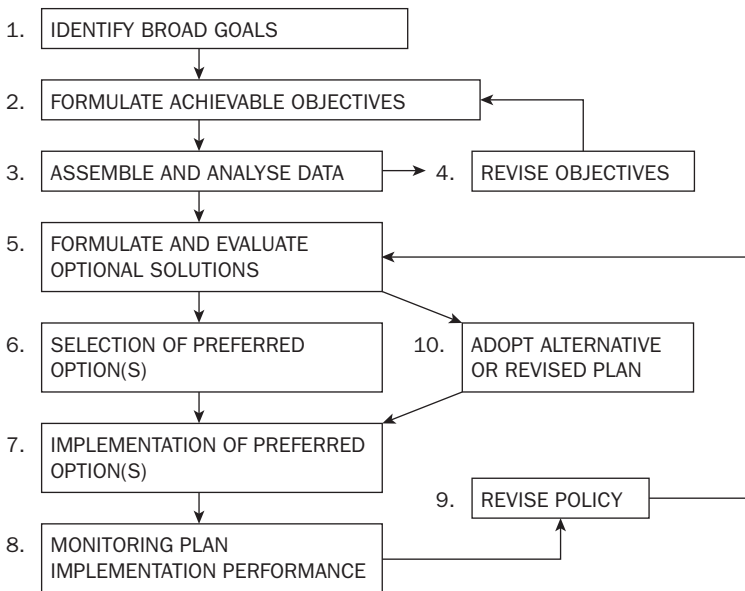 1. IDENTIFY BROAD GOALS
2. FORMULATE ACHIEVABLE OBJECTIVES
3. ASSEMBLE AND ANALYSE DATA
4. REVISE OBJECTIVES
5. FORMULATE AND EVALUATE
OPTIONAL SOLUTIONS
6. SELECTION OF PREFERRED
OPTION(S)
10. ADOPT ALTERNATIVE
OR REVISED PLAN
7. IMPLEMENTATION OF PREFERRED
OPTION(S)
9. REVISE POLICY
8. MONITORING PLAN
IMPLEMENTATION PERFORMANCE